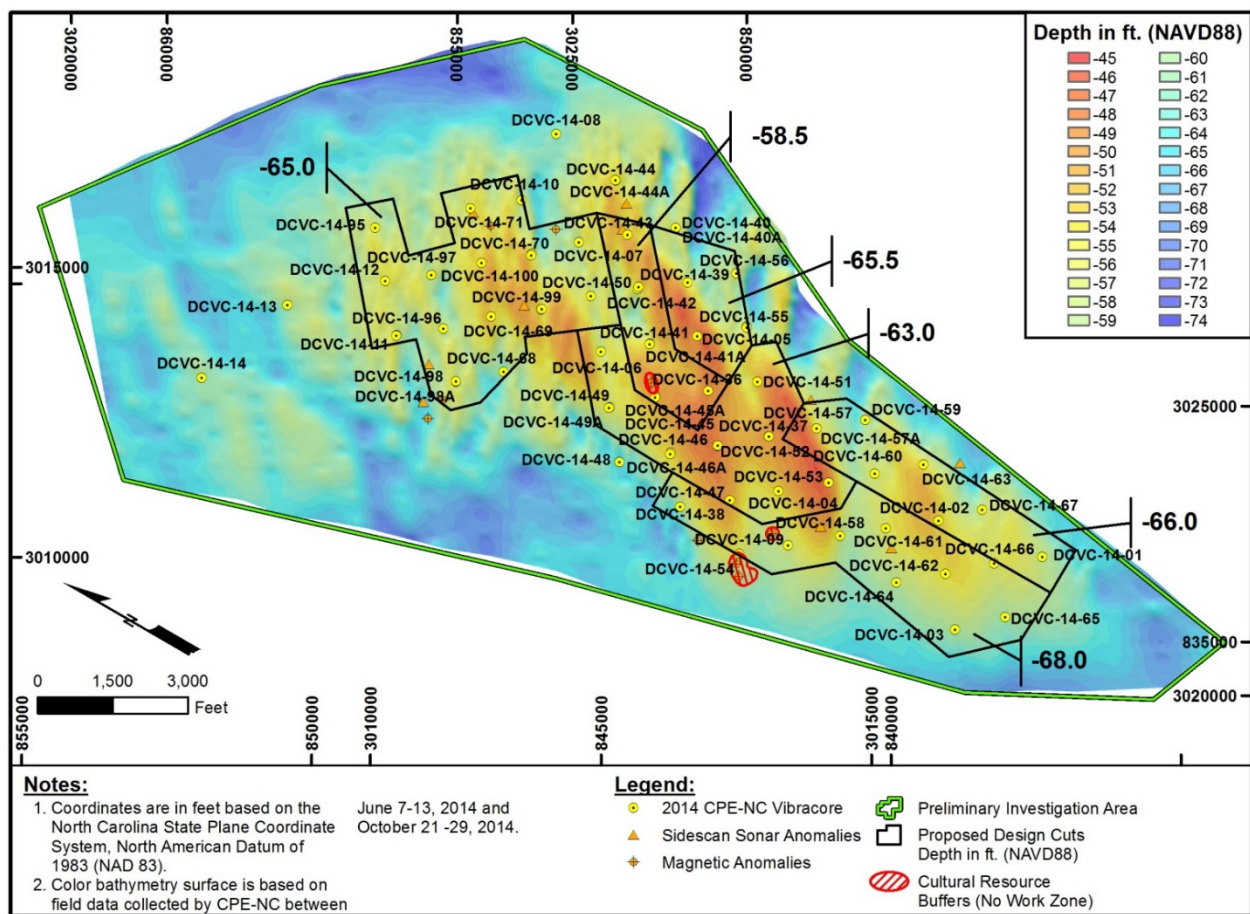 3020000
860000
855000
3025000
850000
Depth in ft. (NAVD88)
-45 -60
-46 -61
-47 -62
-48 -63
-49 -64
-50 -65
-51 -66
-52 -67
-53 -68
-54 -69
-55 -70
-56 -71
-57 -72
-58 -73
-59 -74
DCVC-14-08
-58.5
-65.0
DCVC-14-44
DCVC-14-10
DCVC-14-44A
DCVC-14-95
DCVC-14-71
DCVC-14-43
DCVC-14-40
DCVC-14-40A
DCVC-14-97
DCVC-14-70
DCVC-14-07
DCVC-14-56
-65.5
3015000
DCVC-14-12
DCVC-14-100
DCVC-14-50
DCVC-14-39
DCVC-14-13
DCVC-14-99
DCVC-14-42
DCVC-14-96
DCVC-14-69
DCVC-14-55
-63.0
DCVC-14-11
DCVC-14-41
DCVC-14-05
DCVC-14-14
DCVC-14-68
DCVC-14-06
DCVC-14-41A
DCVC-14-98
DCVC-14-36
DCVC-14-51
DCVC-14-98A
DCVC-14-49
DCVC-14-45A
DCVC-14-57
DCVC-14-59
3025000
DCVC-14-49A
DCVC-14-45
DCVC-14-37
DCVC-14-57A
DCVC-14-46
DCVC-14-52
DCVC-14-60
DCVC-14-48
DCVC-14-46A
DCVC-14-53
DCVC-14-63
DCVC-14-47
DCVC-14-04
DCVC-14-02
DCVC-14-67
DCVC-14-38
DCVC-14-58
-66.0
DCVC-14-09
DCVC-14-61
DCVC-14-66
DCVC-14-01
3010000
DCVC-14-54
DCVC-14-62
DCVC-14-64
DCVC-14-65
DCVC-14-03
835000
-68.0
N
0 1,500 3,000
Feet
3020000
855000
850000
3010000
845000
3015000
840000
Notes:
1. Coordinates are in feet based on the
North Carolina State Plane Coordinate
System, North American Datum of
1983 (NAD 83).
2. Color bathymetry surface is based on
field data collected by CPE-NC between
June 7-13, 2014 and
October 21 -29, 2014.
Legend:
2014 CPE-NC Vibracore
Sidescan Sonar Anomalies
Magnetic Anomalies
Preliminary Investigation Area
Proposed Design Cuts
Depth in ft. (NAVD88)
Cultural Resource
Buffers (No Work Zone)